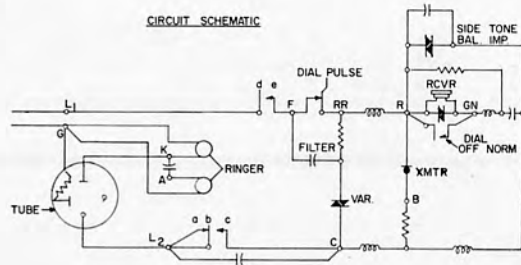 CIRCUIT SCHEMATIC
SIDE TONE
BAL. IMP.
DIAL PULSE
RCVR
L1
d
e
F
RR
R
GN
G
K
A
RINGER
FILTER
DIAL
OFF NORM
XMTR
TUBE
VAR.
B
a
b
c
L2
C